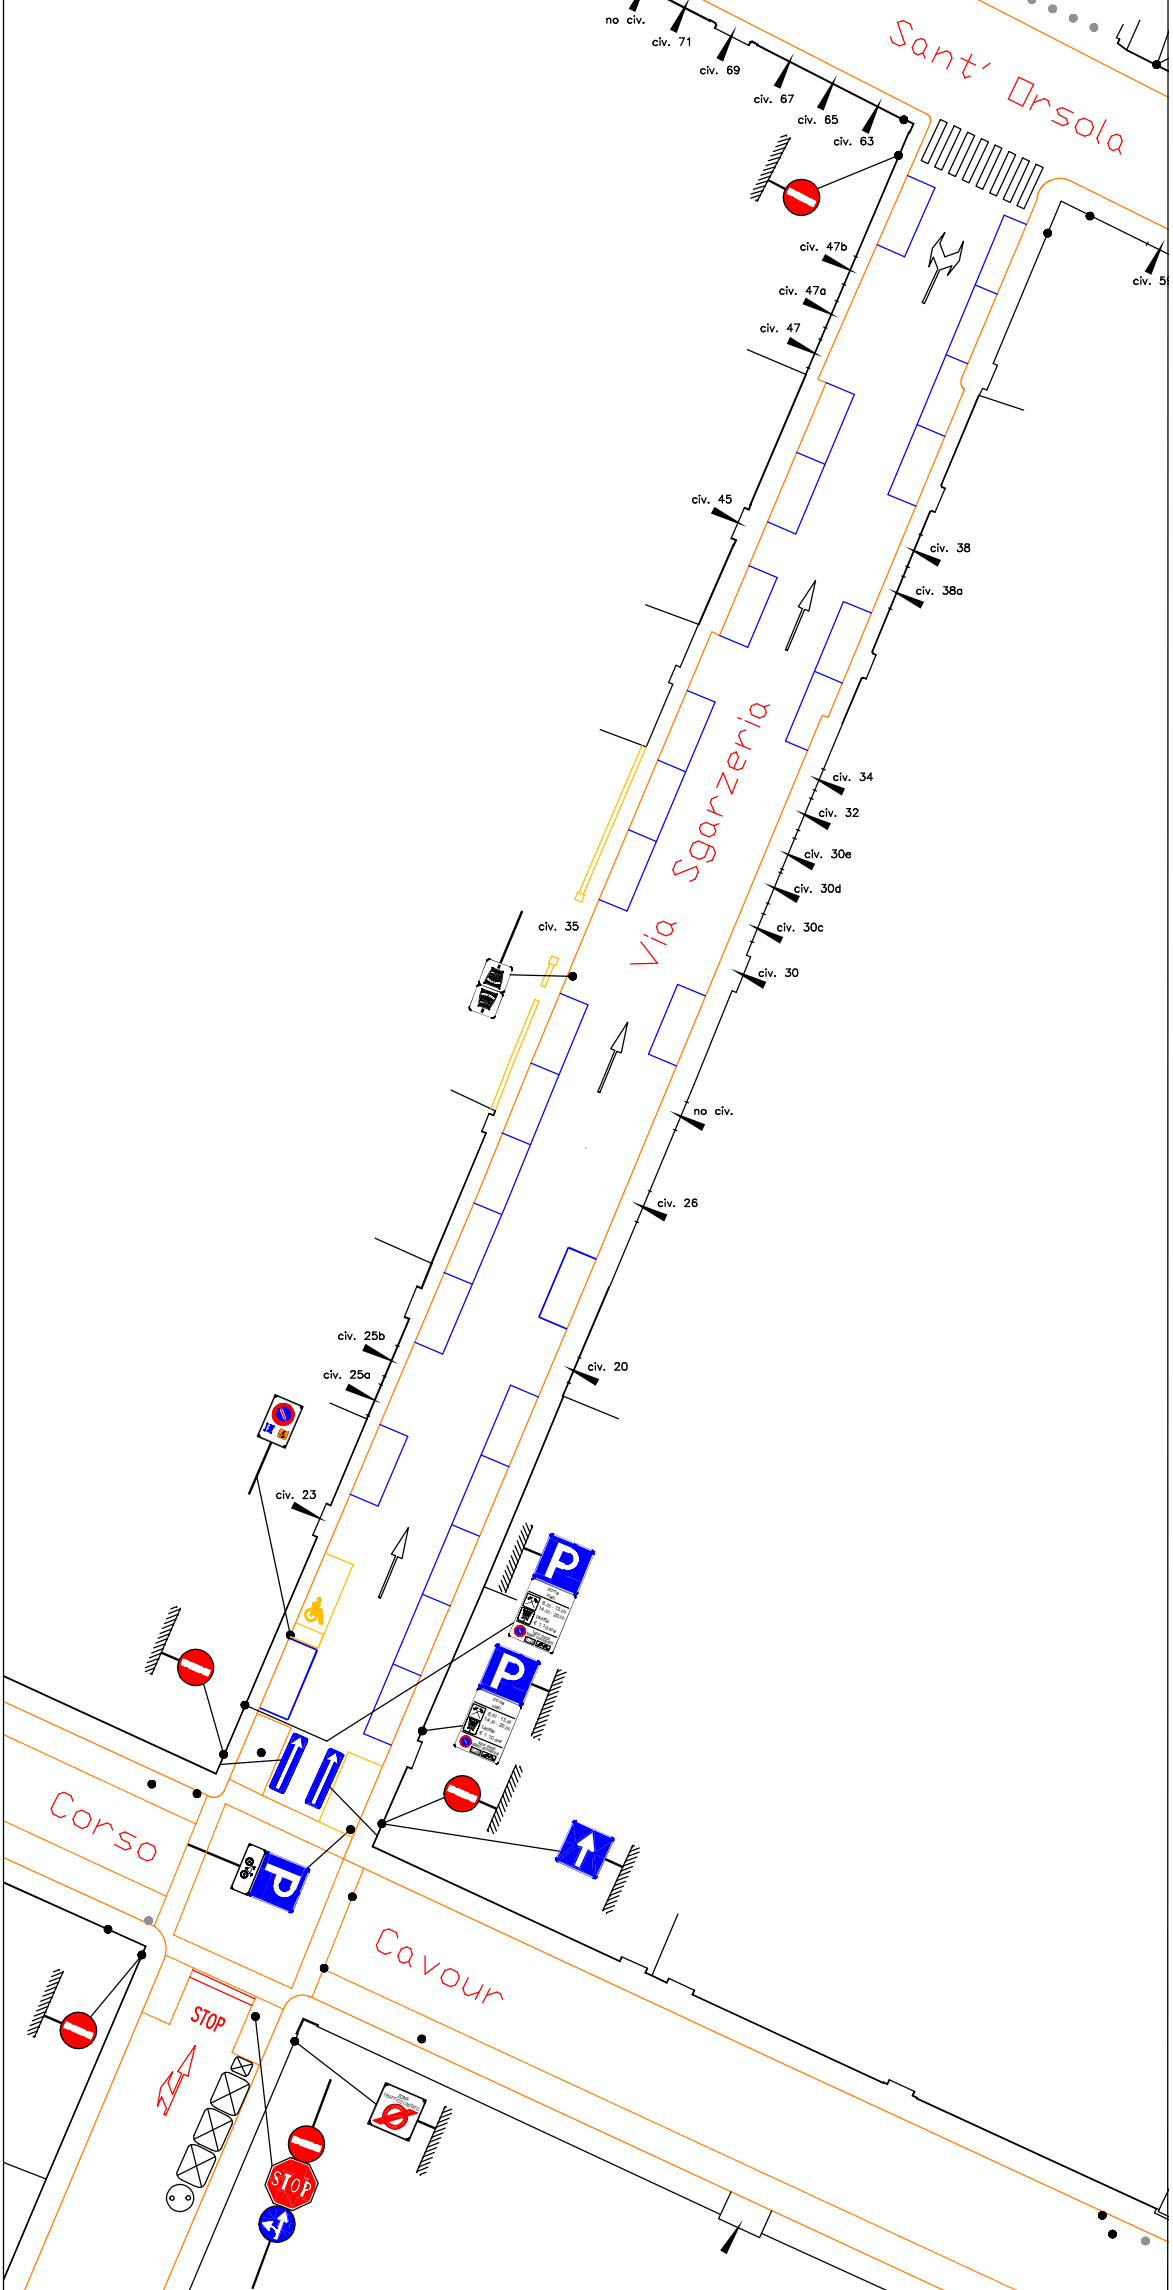 no civ.
civ. 71
civ. 69
civ. 67
civ. 65
civ. 63
Sant' Orsola
civ. 47b
civ. 47a
civ. 47
civ. 45
civ. 38
civ. 38a
Via Sgarzeria
civ. 34
civ. 32
civ. 30e
civ. 30d
civ. 30c
civ. 30
civ. 35
no civ.
civ. 26
civ. 25b
civ. 25a
civ. 20
civ. 23
P
P
P
Corso
Cavour
STOP
STOP